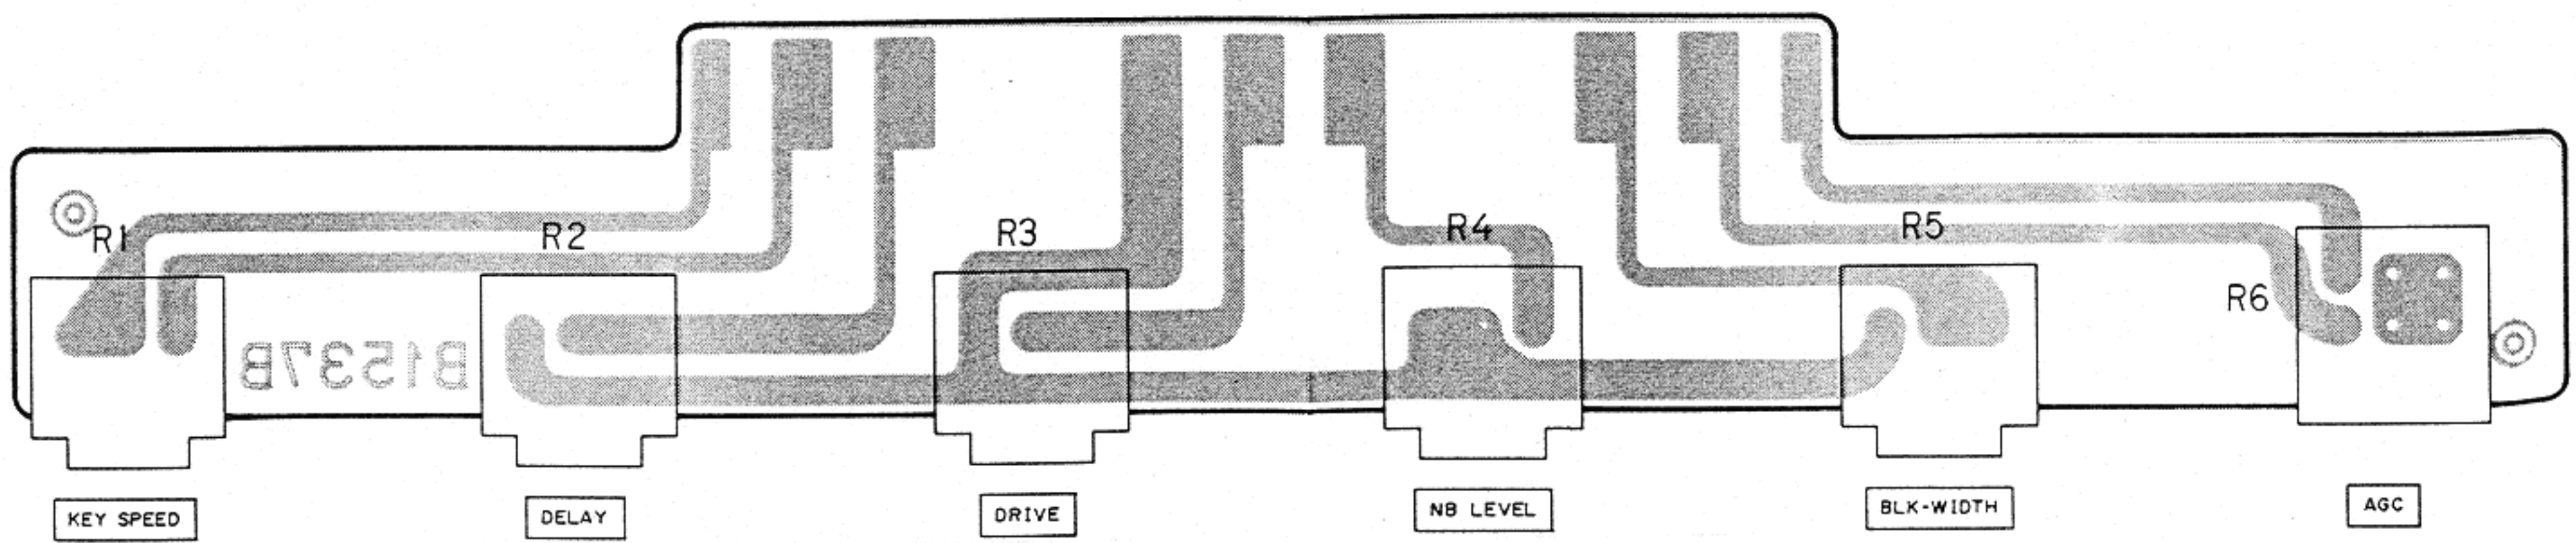 R1
R2
R3
R4
R5
R6
B1537B
KEY SPEED
DELAY
DRIVE
NB LEVEL
BLK-WIDTH
AGC